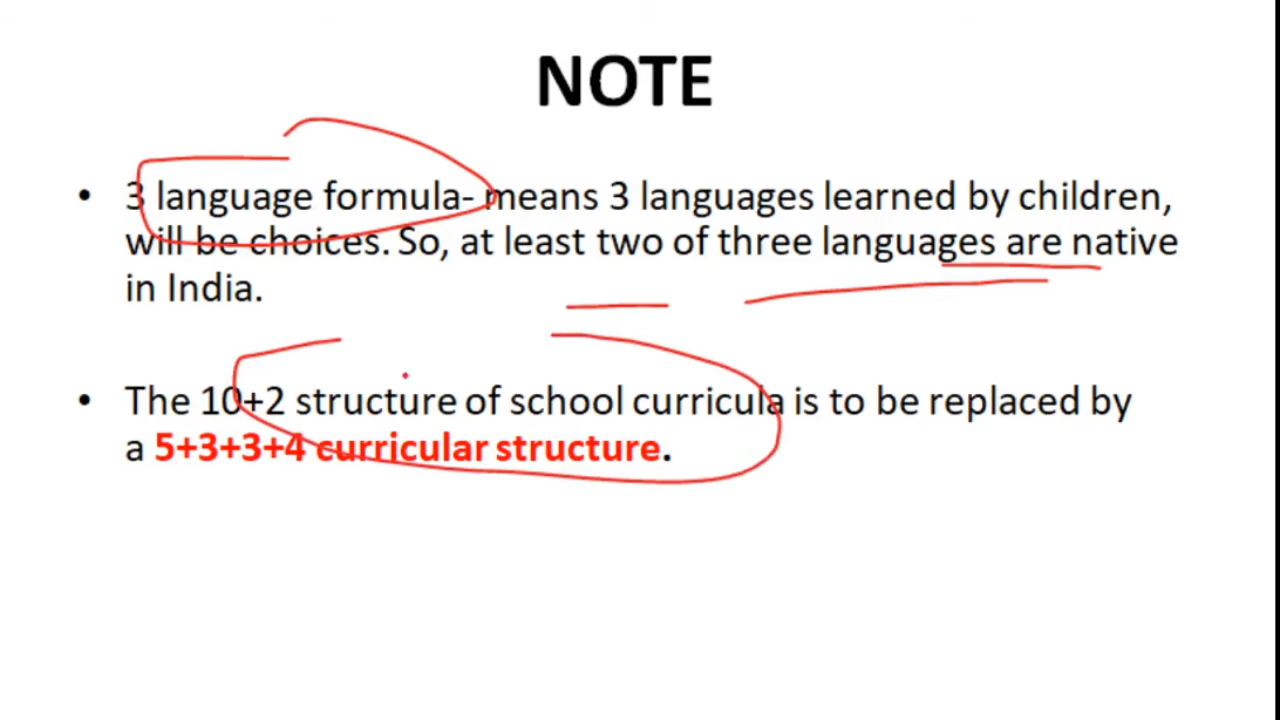 NOTE
• 3 language formula- means 3 languages learned by children,
will be choices. So, at least two of three languages are native
in India.
• The 10+2 structure of school curricula is to be replaced by
a 5+3+3+4 curricular structure.